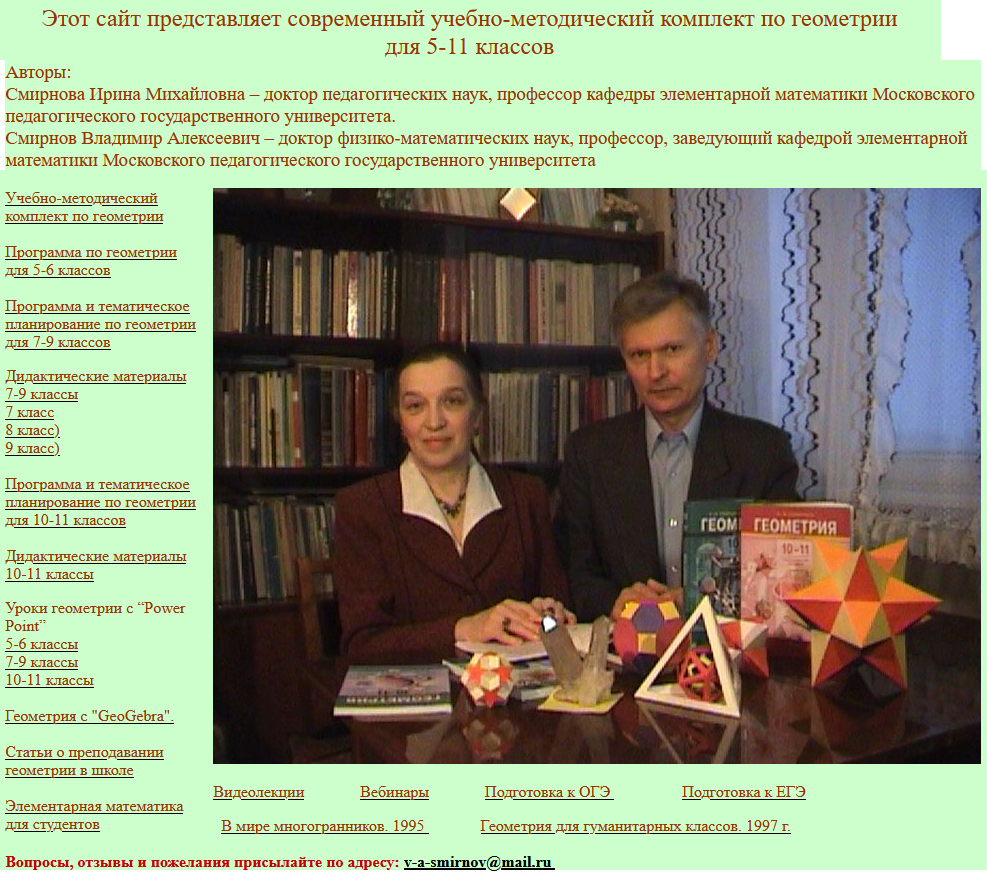 Этот сайт представляет современный учебно-методический комплект по геометрии
для 5-11 классов
Авторы:
Смирнова Ирина Михайловна – доктор педагогических наук, профессор кафедры элементарной математики Московского
педагогического государственного университета.
Смирнов Владимир Алексеевич – доктор физико-математических наук, профессор, заведующий кафедрой элементарной
математики Московского педагогического государственного университета
Учебно-методический
комплект по геометрии
Программа по геометрии
для 5-6 классов
Программа и тематическое
планирование по геометрии
для 7-9 классов
Дидактические материалы
7-9 классы
7 класс
8 класс)
9 класс)
Программа и тематическое
планирование по геометрии
для 10-11 классов
Дидактические материалы
10-11 классы
Уроки геометрии с “Power
Point”
5-6 классы
7-9 классы
10-11 классы
Геометрия с "GeoGebra".
Статьи о преподавании
геометрии в школе
Элементарная математика
для студентов
ГЕОМ
ГЕОМЕТРИЯ
10-11
Видеолекции Вебинары Подготовка к ОГЭ Подготовка к ЕГЭ
В мире многогранников. 1995 Геометрия для гуманитарных классов. 1997 г.
Вопросы, отзывы и пожелания присылайте по адресу: v-a-smirnov@mail.ru